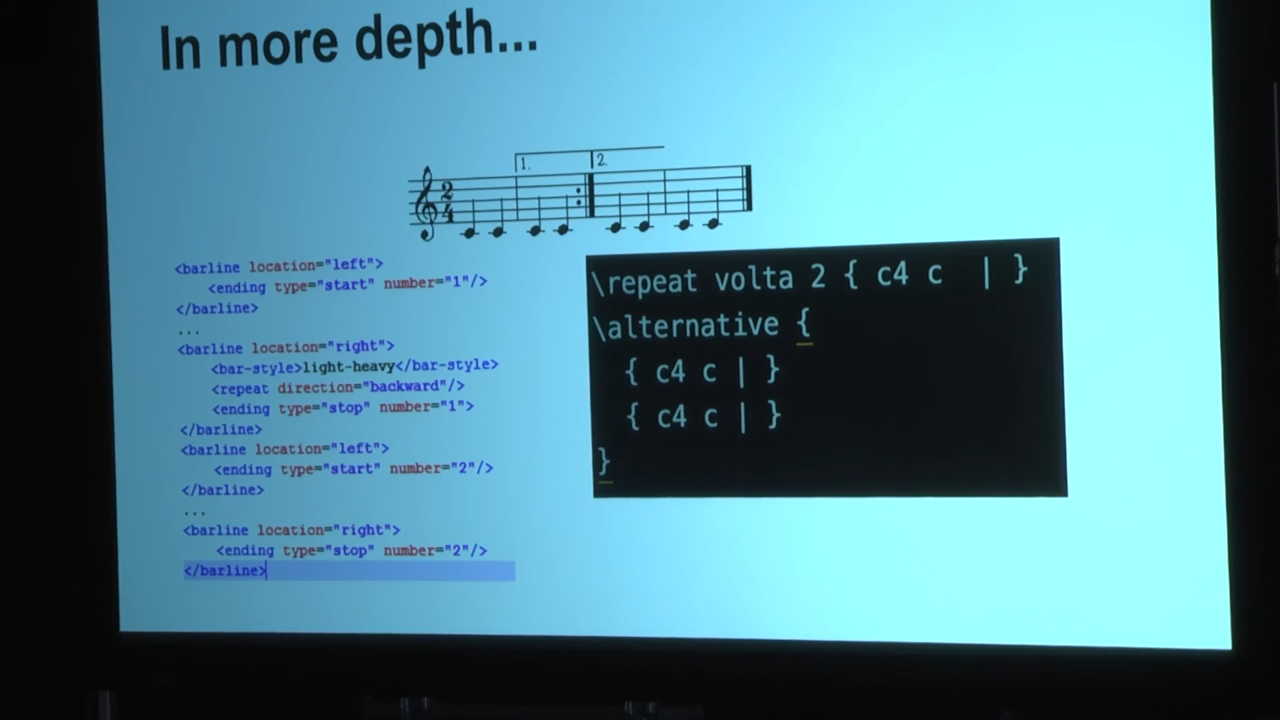 In more depth...
1. 2.
2
4
<barline location="left">
<ending type="start" number="1"/>
</barline>
...
<barline location="right">
<bar-style>light-heavy</bar-style>
<repeat direction="backward"/>
<ending type="stop" number="1">
</barline>
<barline location="left">
<ending type="start" number="2"/>
</barline>
...
<barline location="right">
<ending type="stop" number="2"/>
</barline>
\repeat volta 2 { c4 c | }
\alternative {
{ c4 c | }
{ c4 c | }
}